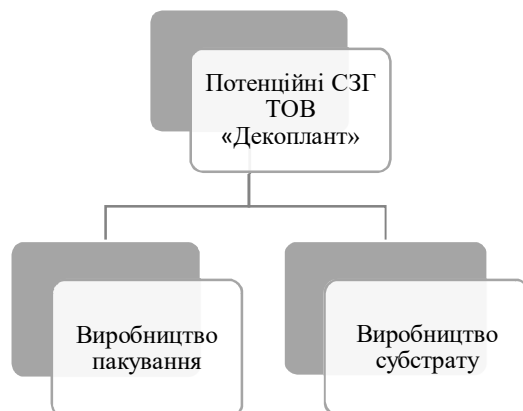 Потенційні СЗГ
ТОВ
«Декоплант»
Виробництво
пакування
Виробництво
субстрату